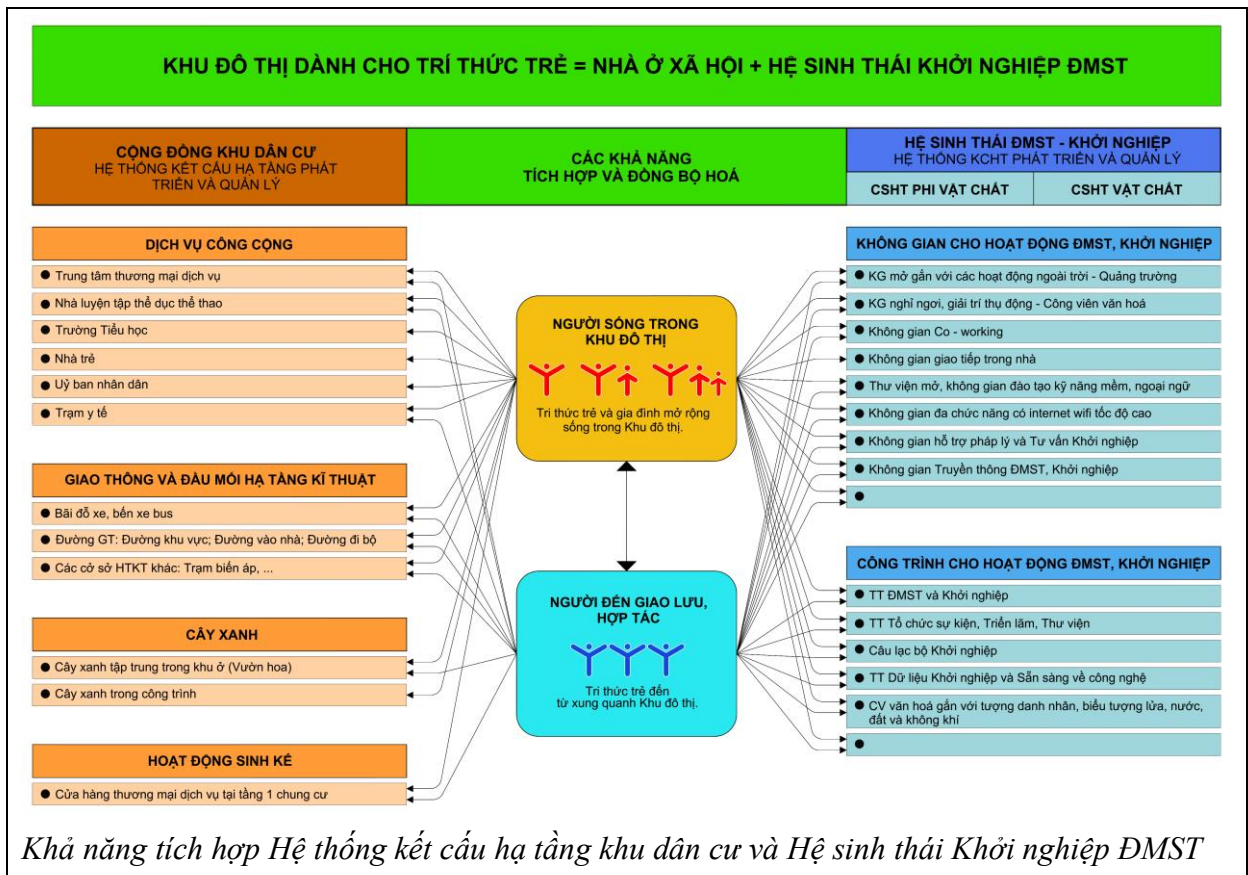 KHU ĐÔ THỊ DÀNH CHO TRÍ THỨC TRẺ = NHÀ Ở XÃ HỘI + HỆ SINH THÁI KHỞI NGHIỆP ĐMST
CỘNG ĐỒNG KHU DÂN CƯ
HỆ THỐNG KẾT CẤU HẠ TẦNG PHÁT
TRIỂN VÀ QUẢN LÝ
CÁC KHẢ NĂNG
TÍCH HỢP VÀ ĐỒNG BỘ HOÁ
HỆ SINH THÁI ĐMST - KHỞI NGHIỆP
HỆ THỐNG KCHT PHÁT TRIỂN VÀ QUẢN LÝ
CSHT PHI VẬT CHẤT
CSHT VẬT CHẤT
DỊCH VỤ CÔNG CỘNG
● Trung tâm thương mại dịch vụ
● Nhà luyện tập thể dục thể thao
● Trường Tiểu học
● Nhà trẻ
● Uỷ ban nhân dân
● Trạm y tế
GIAO THÔNG VÀ ĐẦU MỐI HẠ TẦNG KĨ THUẬT
● Bãi đỗ xe, bến xe bus
● Đường GT: Đường khu vực; Đường vào nhà; Đường đi bộ
● Các cở sở HTKT khác: Trạm biến áp, ...
CÂY XANH
● Cây xanh tập trung trong khu ở (Vườn hoa)
● Cây xanh trong công trình
HOẠT ĐỘNG SINH KẾ
● Cửa hàng thương mại dịch vụ tại tầng 1 chung cư
NGƯỜI SỐNG TRONG
KHU ĐÔ THỊ
Tri thức trẻ và gia đình mở rộng
sống trong Khu đô thị.
NGƯỜI ĐẾN GIAO LƯU,
HỢP TÁC
Tri thức trẻ đến
từ xung quanh Khu đô thị.
KHÔNG GIAN CHO HOẠT ĐỘNG ĐMST, KHỞI NGHIỆP
● KG mở gắn với các hoạt động ngoài trời - Quảng trường
● KG nghỉ ngơi, giải trí thụ động - Công viên văn hoá
● Không gian Co - working
● Không gian giao tiếp trong nhà
● Thư viện mở, không gian đào tạo kỹ năng mềm, ngoại ngữ
● Không gian đa chức năng có internet wifi tốc độ cao
● Không gian hỗ trợ pháp lý và Tư vấn Khởi nghiệp
● Không gian Truyền thông ĐMST, Khởi nghiệp
●
CÔNG TRÌNH CHO HOẠT ĐỘNG ĐMST, KHỞI NGHIỆP
● TT ĐMST và Khởi nghiệp
● TT Tổ chức sự kiện, Triển lãm, Thư viện
● Câu lạc bộ Khởi nghiệp
● TT Dữ liệu Khởi nghiệp và Sẵn sàng về công nghệ
● CV văn hoá gắn với tượng danh nhân, biểu tượng lửa, nước,
đất và không khí
●
Khả năng tích hợp Hệ thống kết cấu hạ tầng khu dân cư và Hệ sinh thái Khởi nghiệp ĐMST